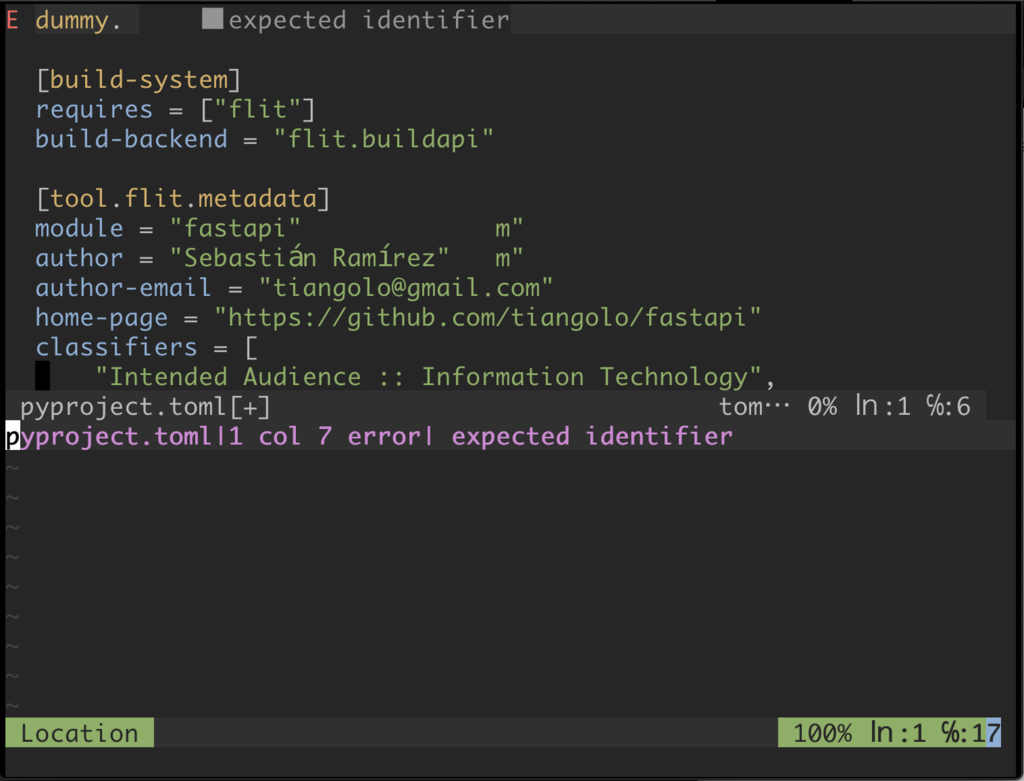 E dummy. ■expected identifier
[build-system]
requires = ["flit"]
build-backend = "flit.buildapi"
[tool.flit.metadata]
module = "fastapi" m"
author = "Sebastián Ramírez" m"
author-email = "tiangolo@gmail.com"
home-page = "https://github.com/tiangolo/fastapi"
classifiers = [
"Intended Audience :: Information Technology",
pyproject.toml[+] tom… 0% ㏑:1 ℅:6
pyproject.toml|1 col 7 error| expected identifier
~
~
~
~
~
~
~
~
~
Location 100% ㏑:1 ℅:17